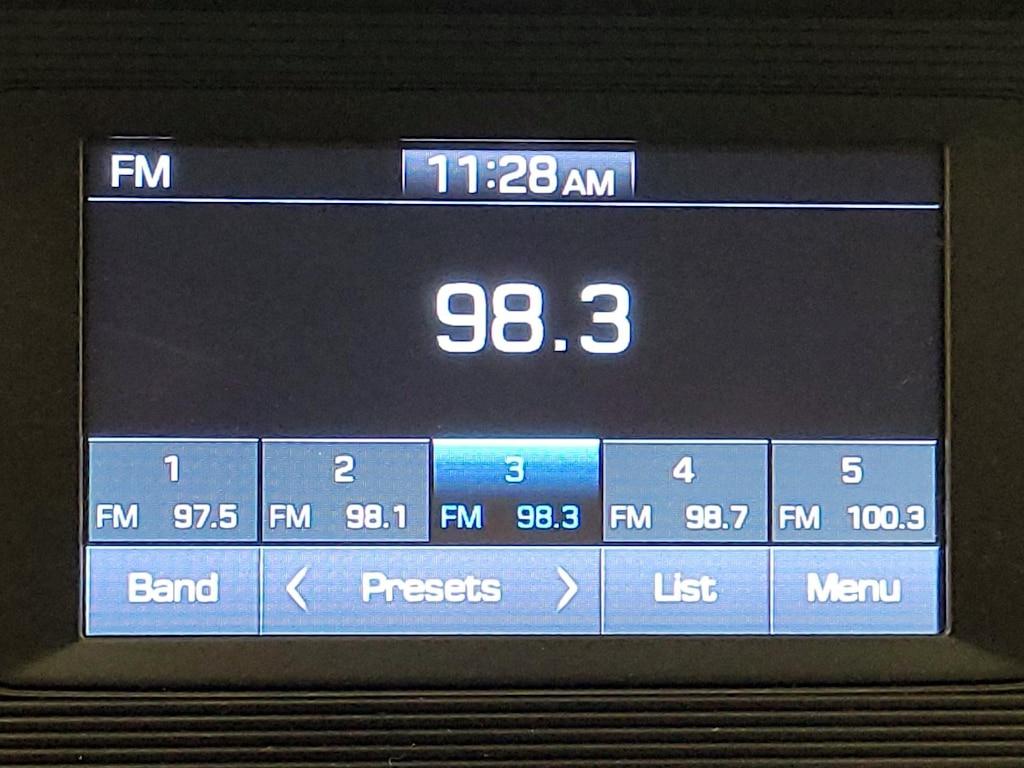 FM 11:28 AM
98.3
1 2 3 4 5
FM 97.5 FM 98.1 FM 98.3 FM 98.7 FM 100.3
Band < Presets > List Menu